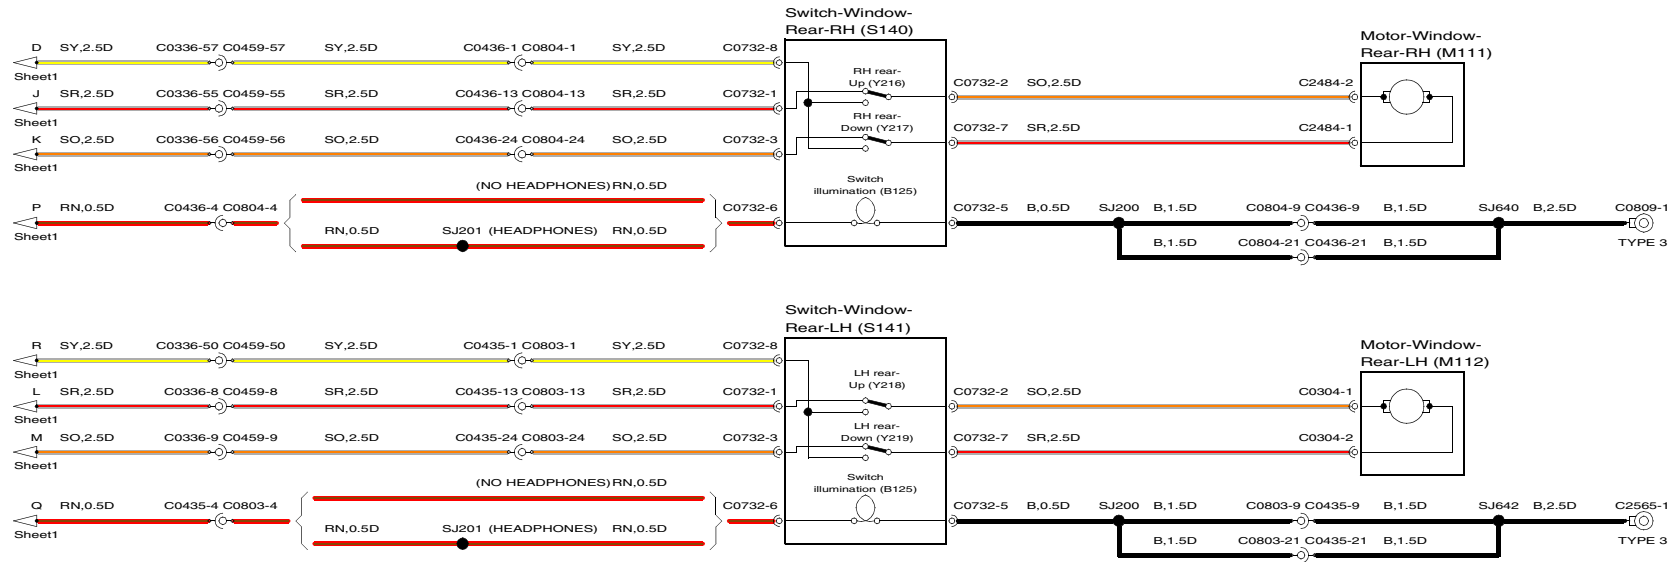 Switch-Window-
Rear-RH (S140)
Motor-Window-
Rear-RH (M111)
D SY,2.5D C0336-57 C0459-57 SY,2.5D C0436-1 C0804-1 SY,2.5D C0732-8
Sheet1
RH rear-
Up (Y216)
C0732-2 SO,2.5D C2484-2
J SR,2.5D C0336-55 C0459-55 SR,2.5D C0436-13 C0804-13 SR,2.5D C0732-1
Sheet1
RH rear-
Down (Y217)
C0732-7 SR,2.5D C2484-1
K SO,2.5D C0336-56 C0459-56 SO,2.5D C0436-24 C0804-24 SO,2.5D C0732-3
Sheet1
(NO HEADPHONES) RN,0.5D
Switch
illumination (B125)
P RN,0.5D C0436-4 C0804-4 C0732-6 C0732-5 B,0.5D SJ200 B,1.5D C0804-9 C0436-9 B,1.5D SJ640 B,2.5D C0809-1
Sheet1
RN,0.5D SJ201 (HEADPHONES) RN,0.5D
B,1.5D C0804-21 C0436-21 B,1.5D
TYPE 3
Switch-Window-
Rear-LH (S141)
Motor-Window-
Rear-LH (M112)
R SY,2.5D C0336-50 C0459-50 SY,2.5D C0435-1 C0803-1 SY,2.5D C0732-8
Sheet1
LH rear-
Up (Y218)
C0732-2 SO,2.5D C0304-1
L SR,2.5D C0336-8 C0459-8 SR,2.5D C0435-13 C0803-13 SR,2.5D C0732-1
Sheet1
LH rear-
Down (Y219)
C0732-7 SR,2.5D C0304-2
M SO,2.5D C0336-9 C0459-9 SO,2.5D C0435-24 C0803-24 SO,2.5D C0732-3
Sheet1
(NO HEADPHONES) RN,0.5D
Switch
illumination (B125)
Q RN,0.5D C0435-4 C0803-4 C0732-6 C0732-5 B,0.5D SJ200 B,1.5D C0803-9 C0435-9 B,1.5D SJ642 B,2.5D C2565-1
Sheet1
RN,0.5D SJ201 (HEADPHONES) RN,0.5D
B,1.5D C0803-21 C0435-21 B,1.5D
TYPE 3